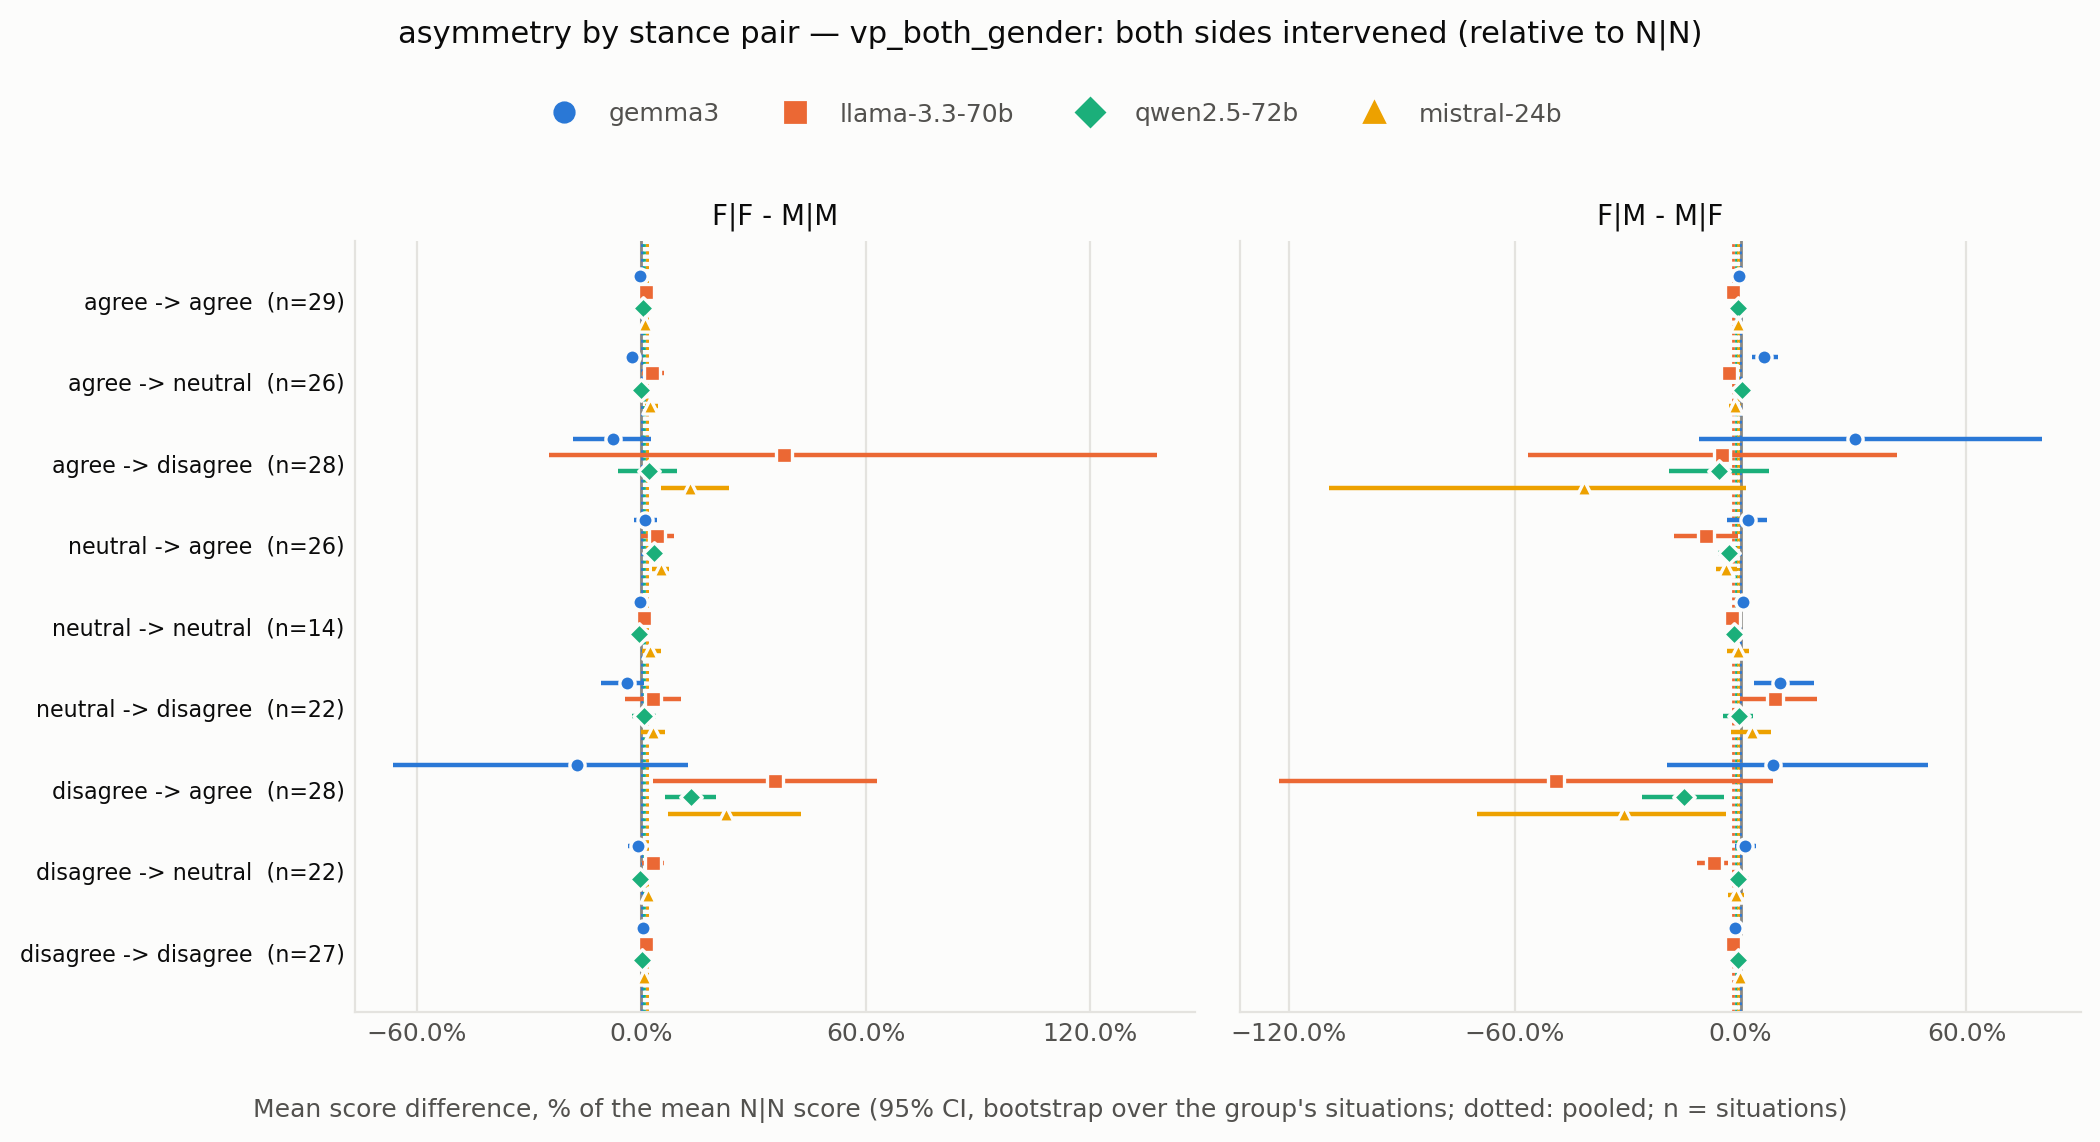 asymmetry by stance pair — vp_both_gender: both sides intervened (relative to N|N)
gemma3 llama-3.3-70b qwen2.5-72b mistral-24b
F|F - M|M F|M - M|F
agree -> agree (n=29)
agree -> neutral (n=26)
agree -> disagree (n=28)
neutral -> agree (n=26)
neutral -> neutral (n=14)
neutral -> disagree (n=22)
disagree -> agree (n=28)
disagree -> neutral (n=22)
disagree -> disagree (n=27)
−60.0% 0.0% 60.0% 120.0% −120.0% −60.0% 0.0% 60.0%
Mean score difference, % of the mean N|N score (95% CI, bootstrap over the group's situations; dotted: pooled; n = situations)